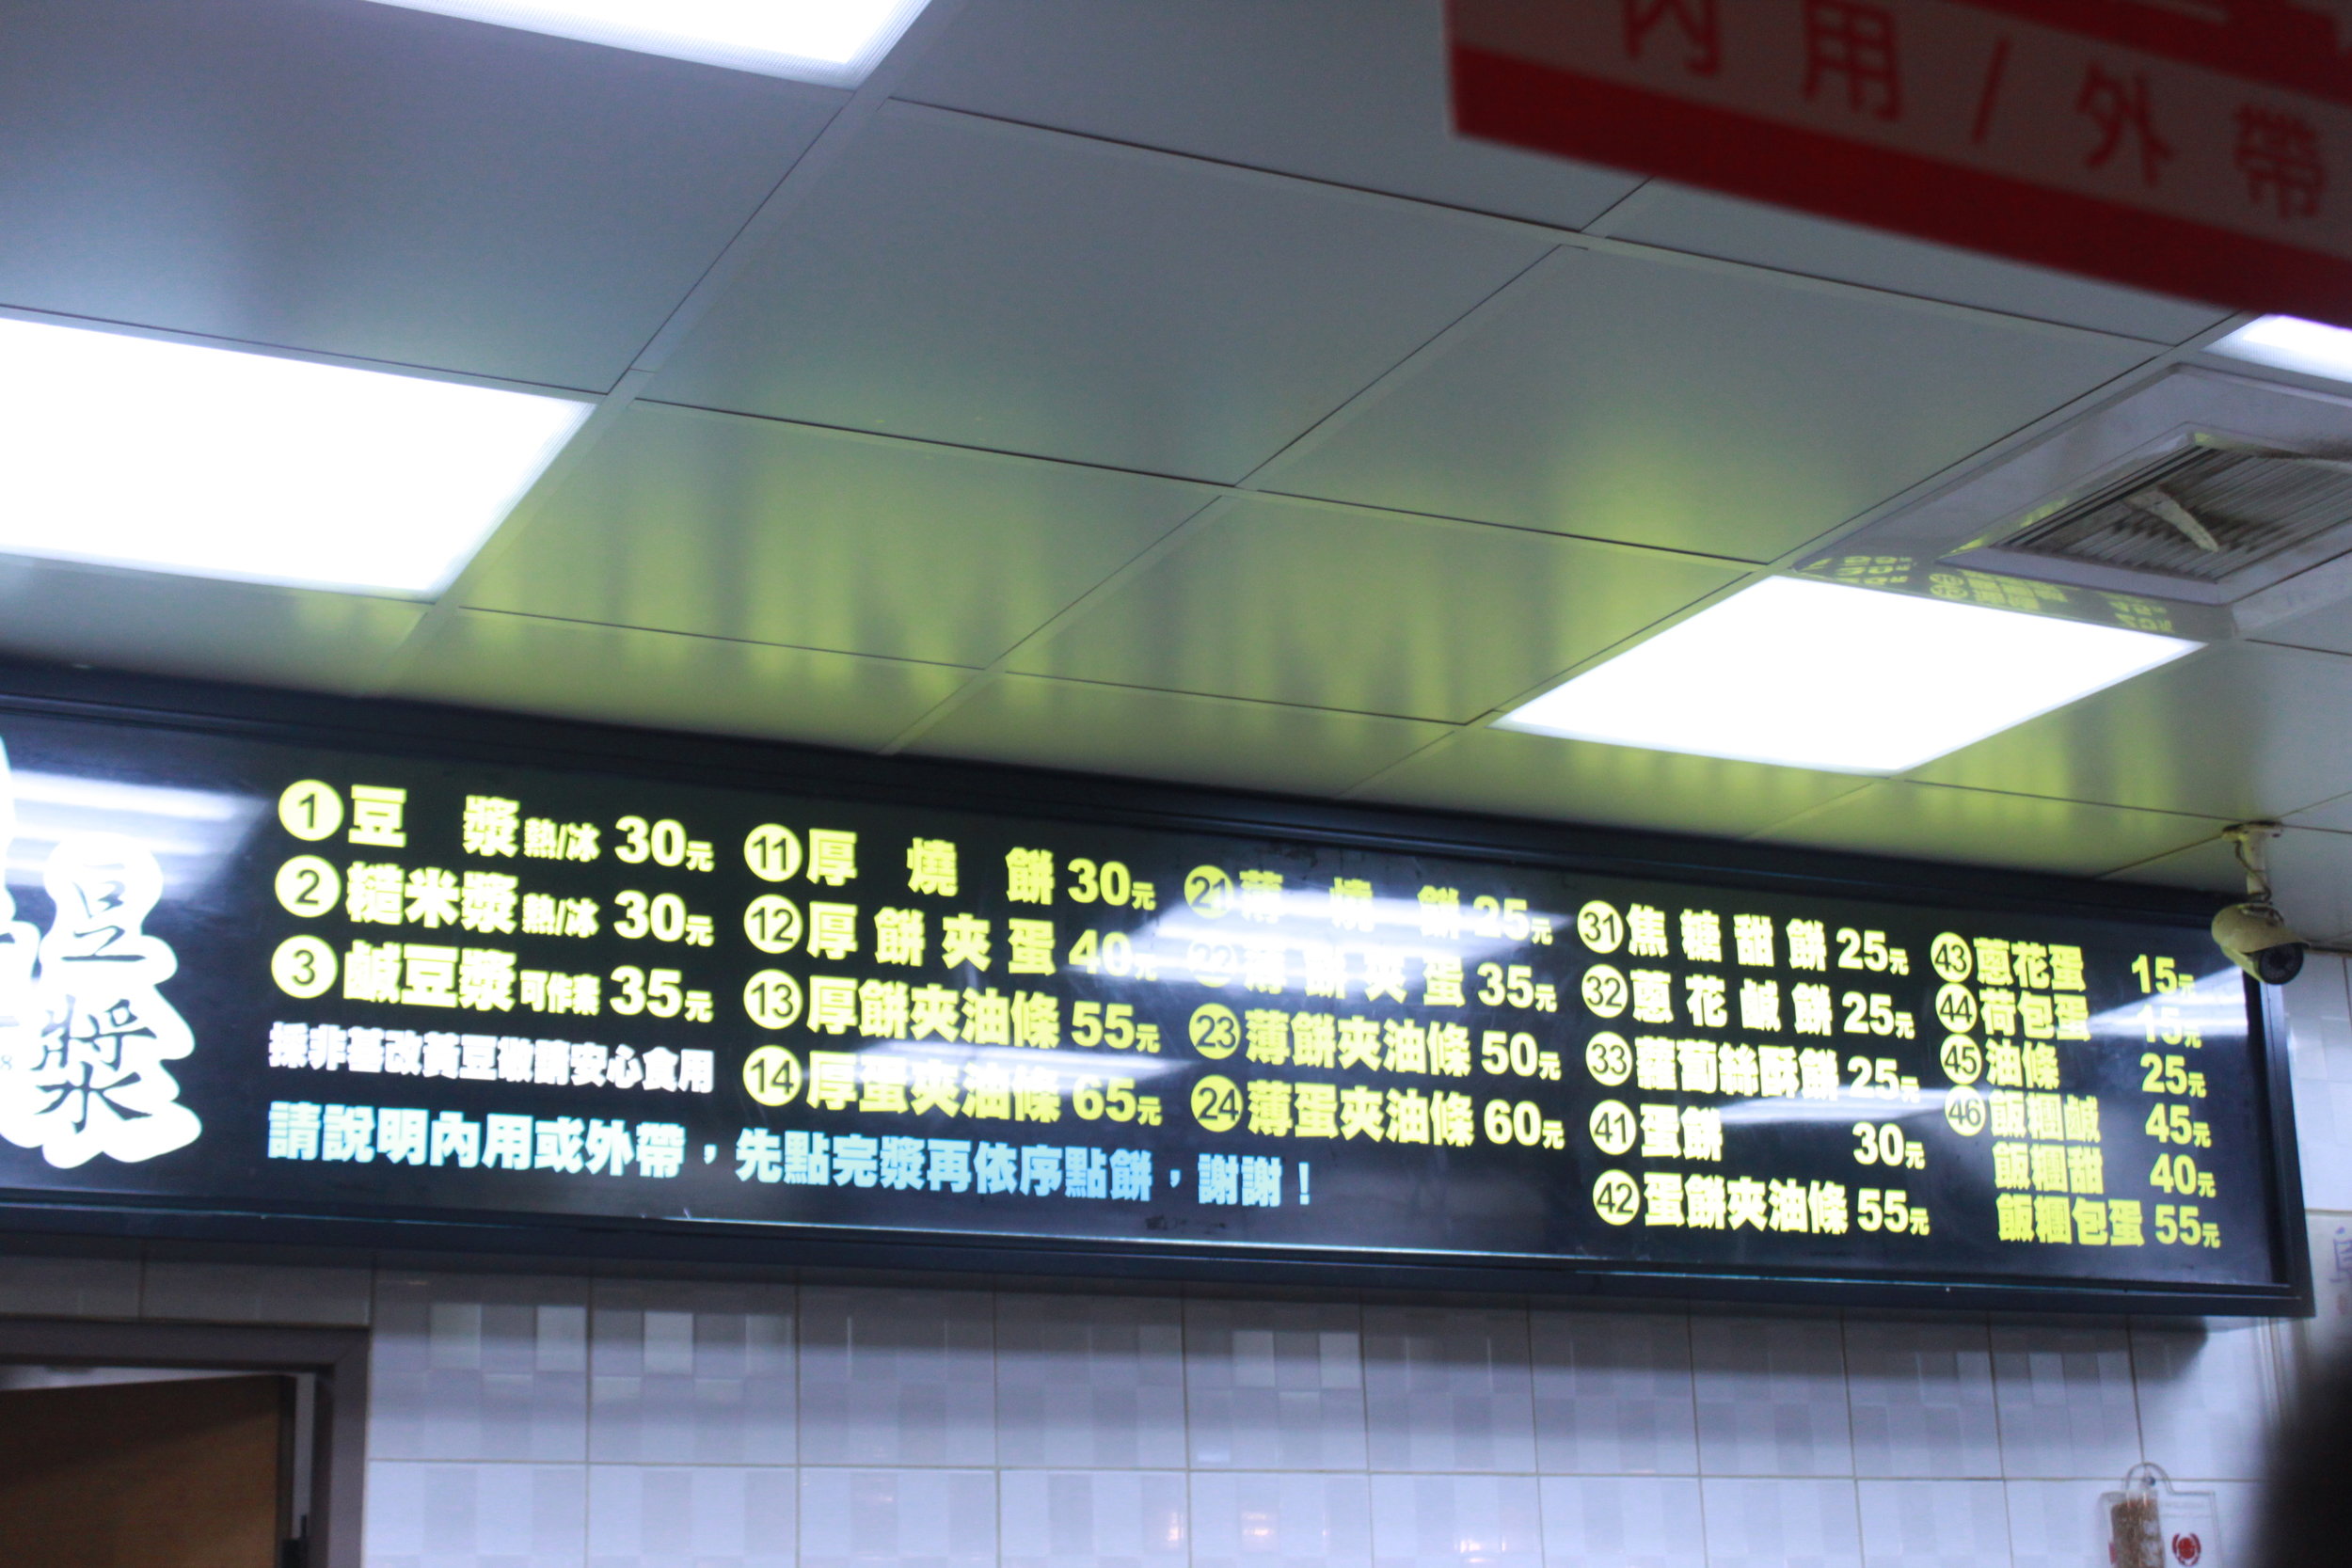 內用/外帶
豆漿
①豆漿熱/冰 30元
②糙米漿熱/冰 30元
③鹹豆漿可作素 35元
採非基改黃豆敬請安心食用
請說明內用或外帶，先點完漿再依序點餅，謝謝！
⑪厚燒餅 30元
⑫厚餅夾蛋 40元
⑬厚餅夾油條 55元
⑭厚蛋夾油條 65元
㉑薄燒餅 25元
㉒薄餅夾蛋 35元
㉓薄餅夾油條 50元
㉔薄蛋夾油條 60元
㉛焦糖甜餅 25元
㉜蔥花鹹餅 25元
㉝蘿蔔絲酥餅 25元
㊶蛋餅 30元
㊷蛋餅夾油條 55元
㊸蔥花蛋 15元
㊹荷包蛋 15元
㊺油條 25元
㊻飯糰鹹 45元
飯糰甜 40元
飯糰包蛋 55元